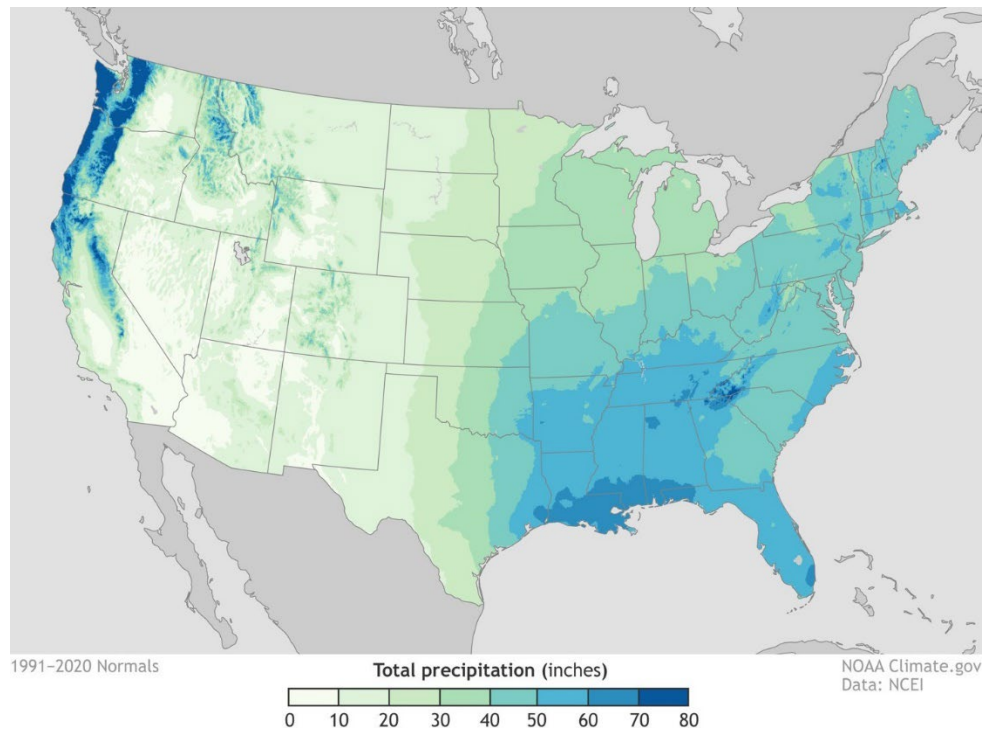 1991–2020 Normals
Total precipitation (inches)
NOAA Climate.gov
Data: NCEI
0 10 20 30 40 50 60 70 80